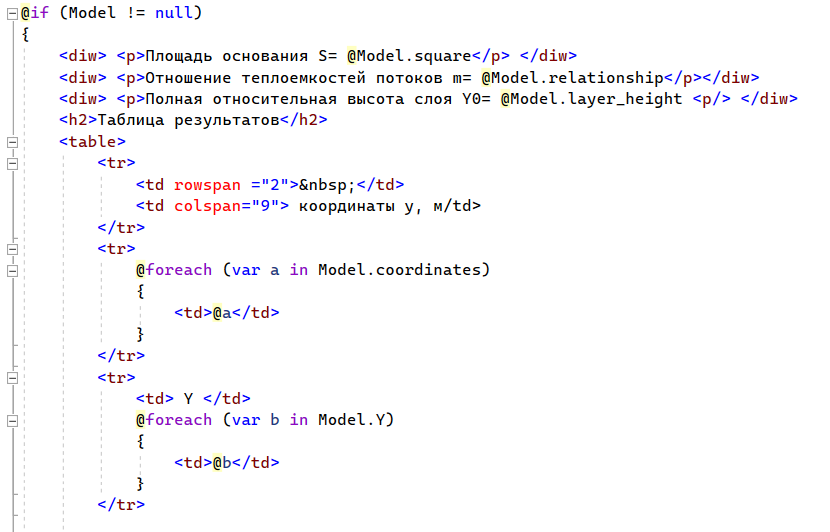 @if (Model != null)
{
<diw> <p>Площадь основания S= @Model.square</p> </diw>
<diw> <p>Отношение теплоемкостей потоков m= @Model.relationship</p></diw>
<diw> <p>Полная относительная высота слоя Y0= @Model.layer_height <p/> </diw>
<h2>Таблица результатов</h2>
<table>
<tr>
<td rowspan ="2">&nbsp;</td>
<td colspan="9"> координаты y, м/td>
</tr>
<tr>
@foreach (var a in Model.coordinates)
{
<td>@a</td>
}
</tr>
<tr>
<td> Y </td>
@foreach (var b in Model.Y)
{
<td>@b</td>
}
</tr>